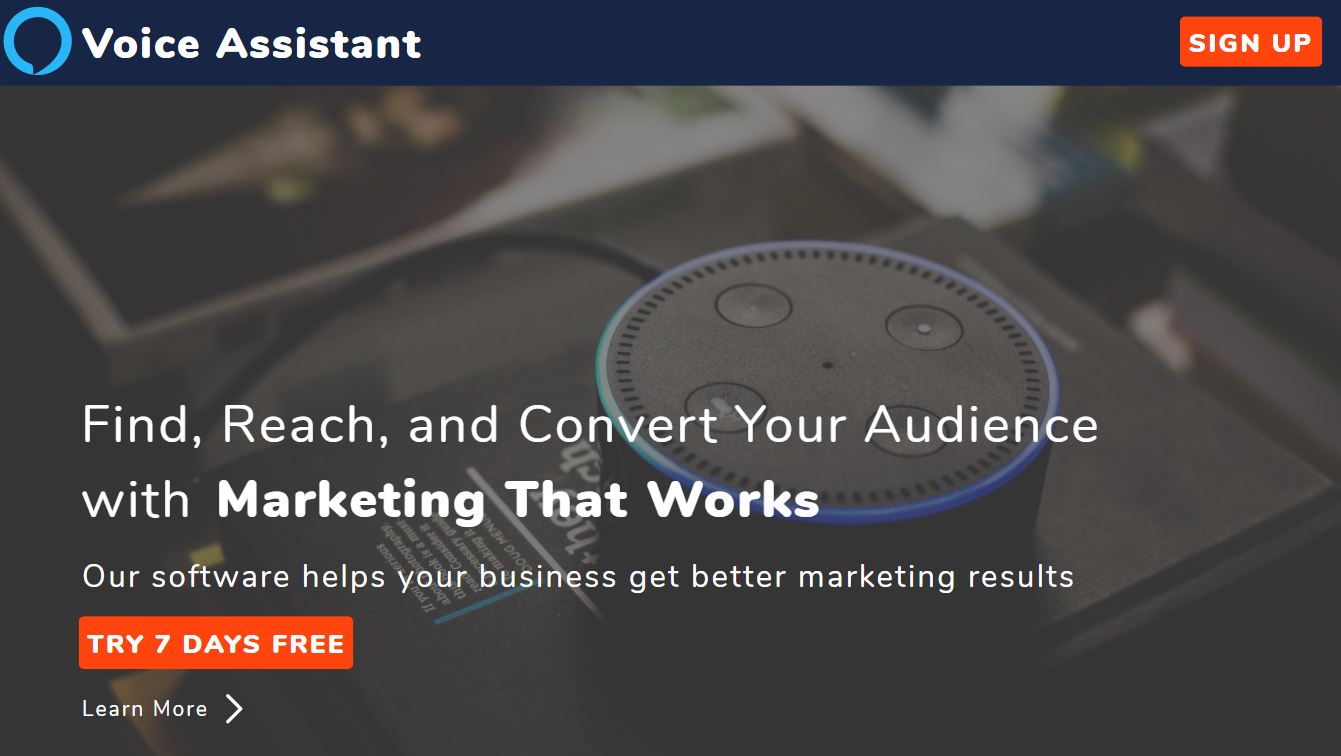 Voice Assistant
SIGN UP
Find, Reach, and Convert Your Audience
with Marketing That Works
Our software helps your business get better marketing results
TRY 7 DAYS FREE
Learn More